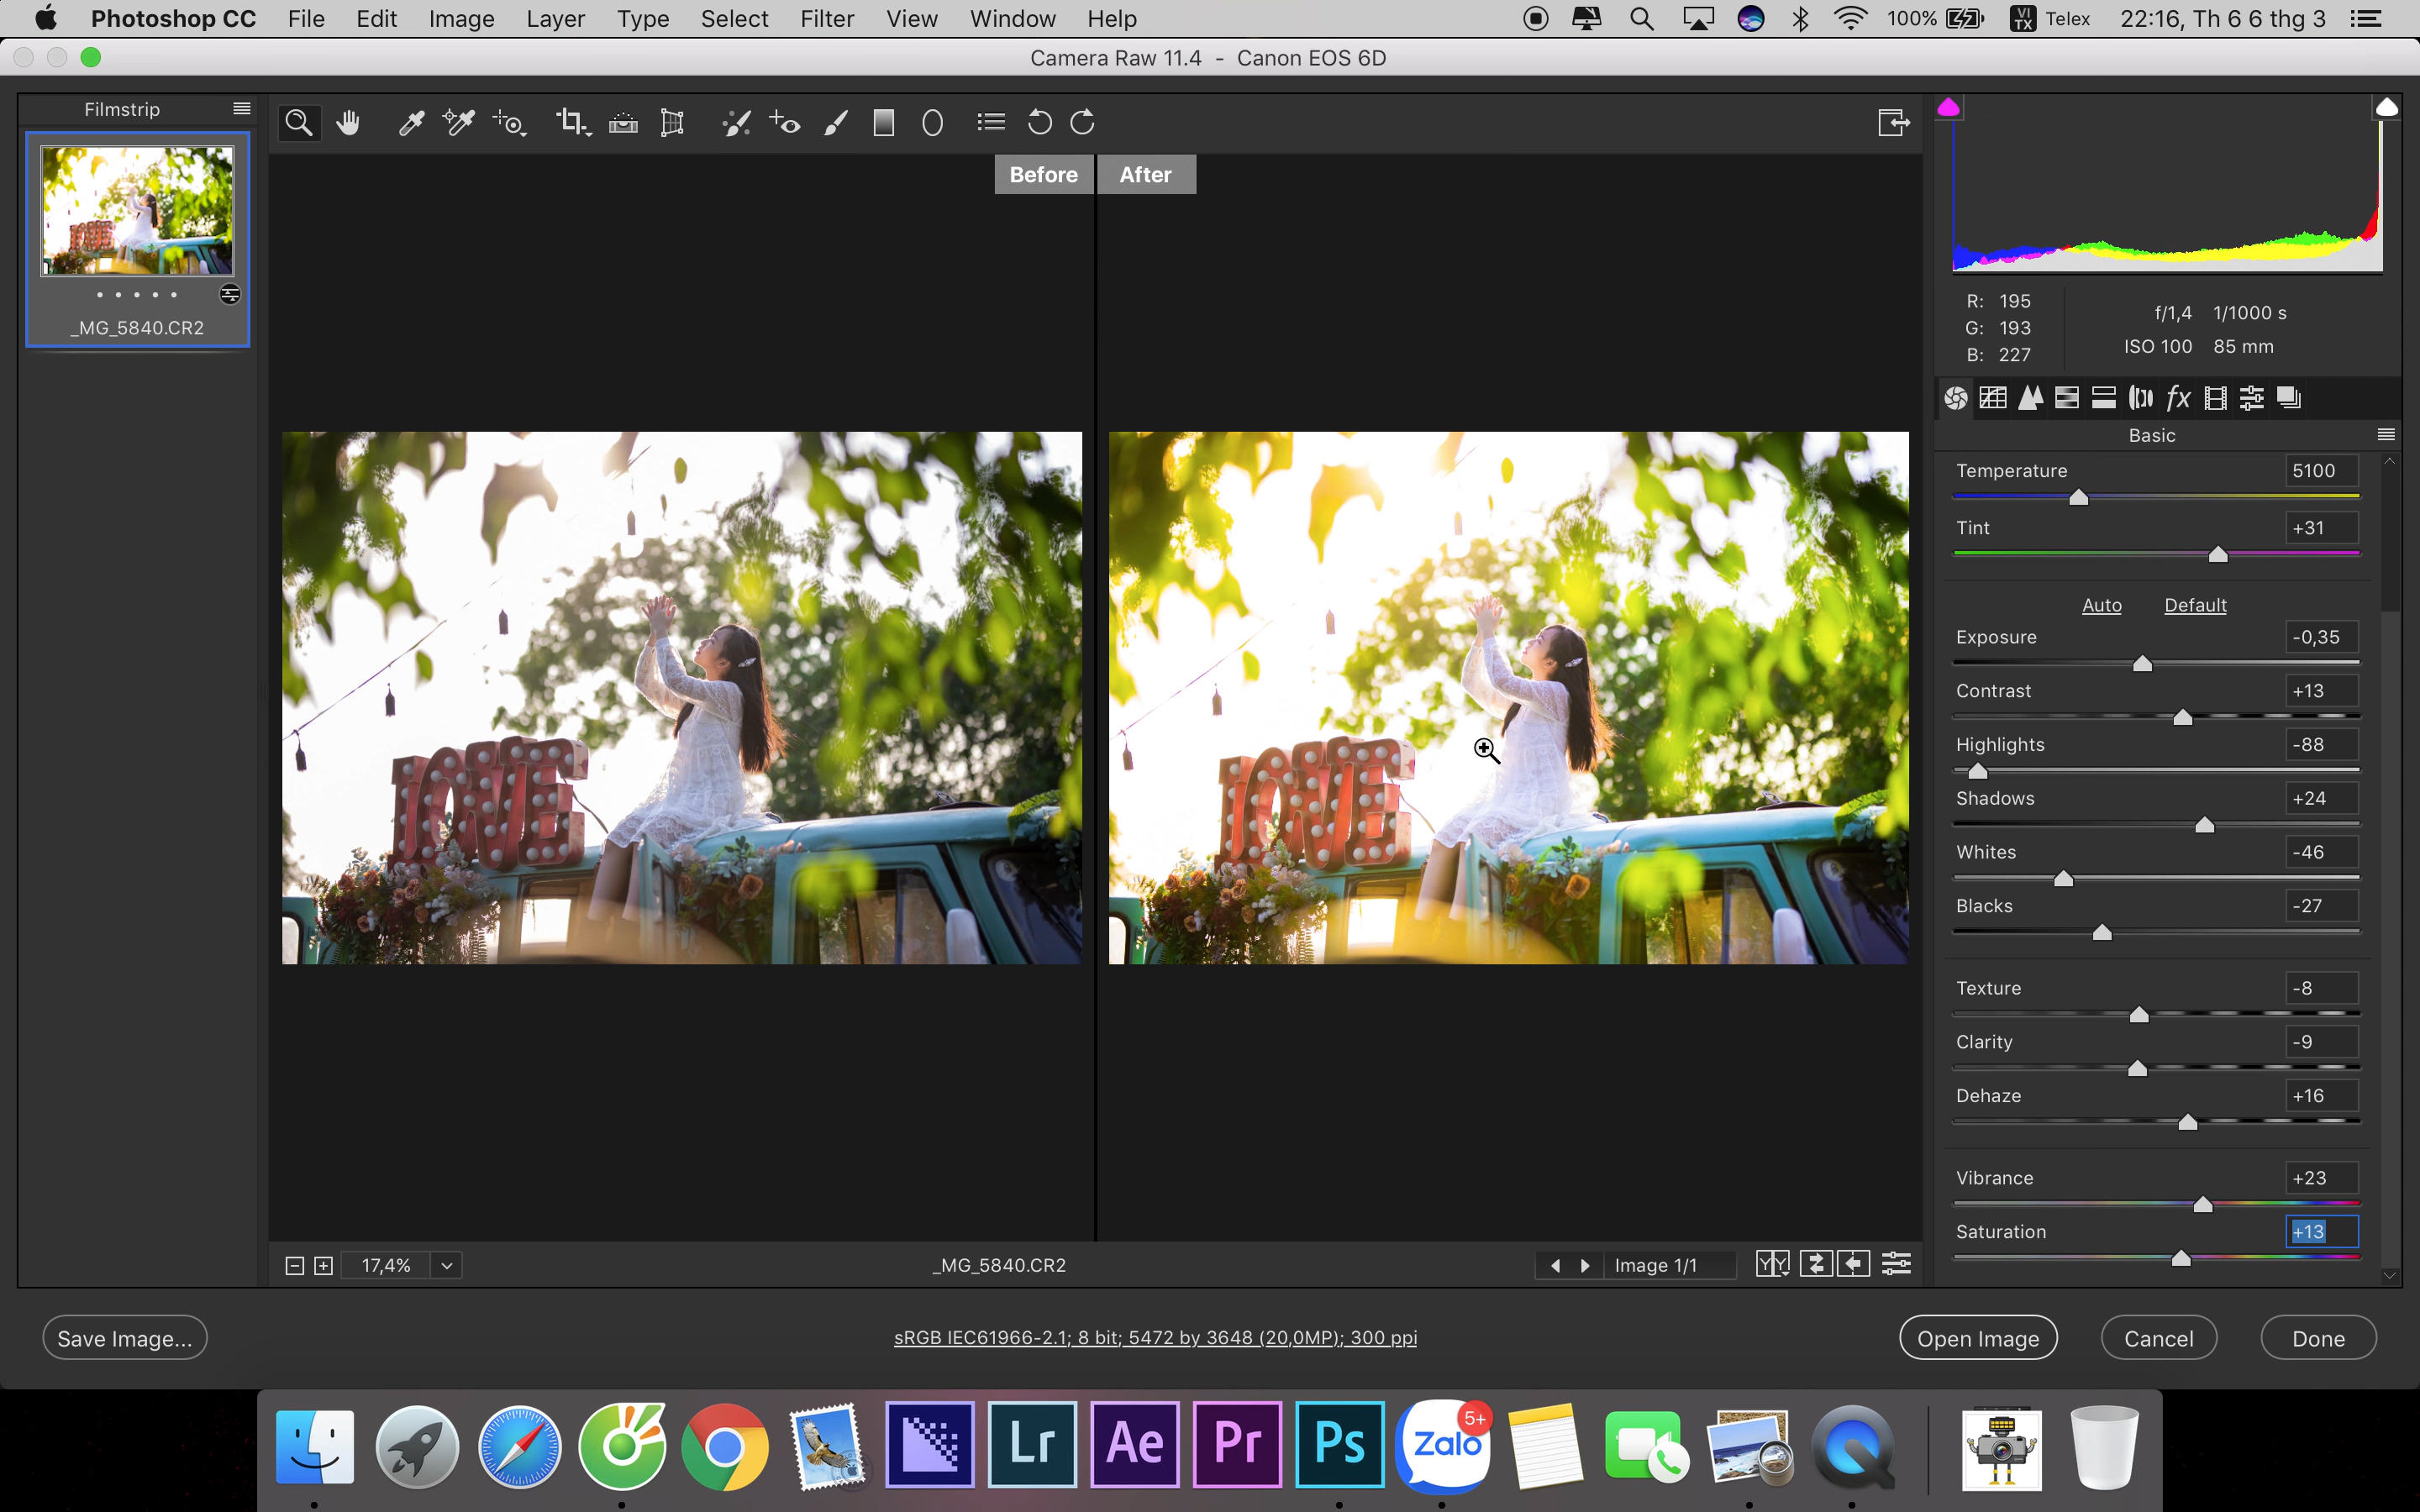 Photoshop CC File Edit Image Layer Type Select Filter View Window Help 100% VI TX Telex 22:16, Th 6 6 thg 3
Camera Raw 11.4 - Canon EOS 6D
Filmstrip
_MG_5840.CR2
Before After
LOVE
LOVE
R: 195
G: 193
B: 227
f/1,4 1/1000 s
ISO 100 85 mm
fx
Basic
Temperature 5100
Tint +31
Auto Default
Exposure -0,35
Contrast +13
Highlights -88
Shadows +24
Whites -46
Blacks -27
Texture -8
Clarity -9
Dehaze +16
Vibrance +23
Saturation +13
17,4% _MG_5840.CR2 Image 1/1 Y Y
Save Image... sRGB IEC61966-2.1; 8 bit; 5472 by 3648 (20,0MP); 300 ppi Open Image Cancel Done
Lr Ae Pr Ps Zalo 5+